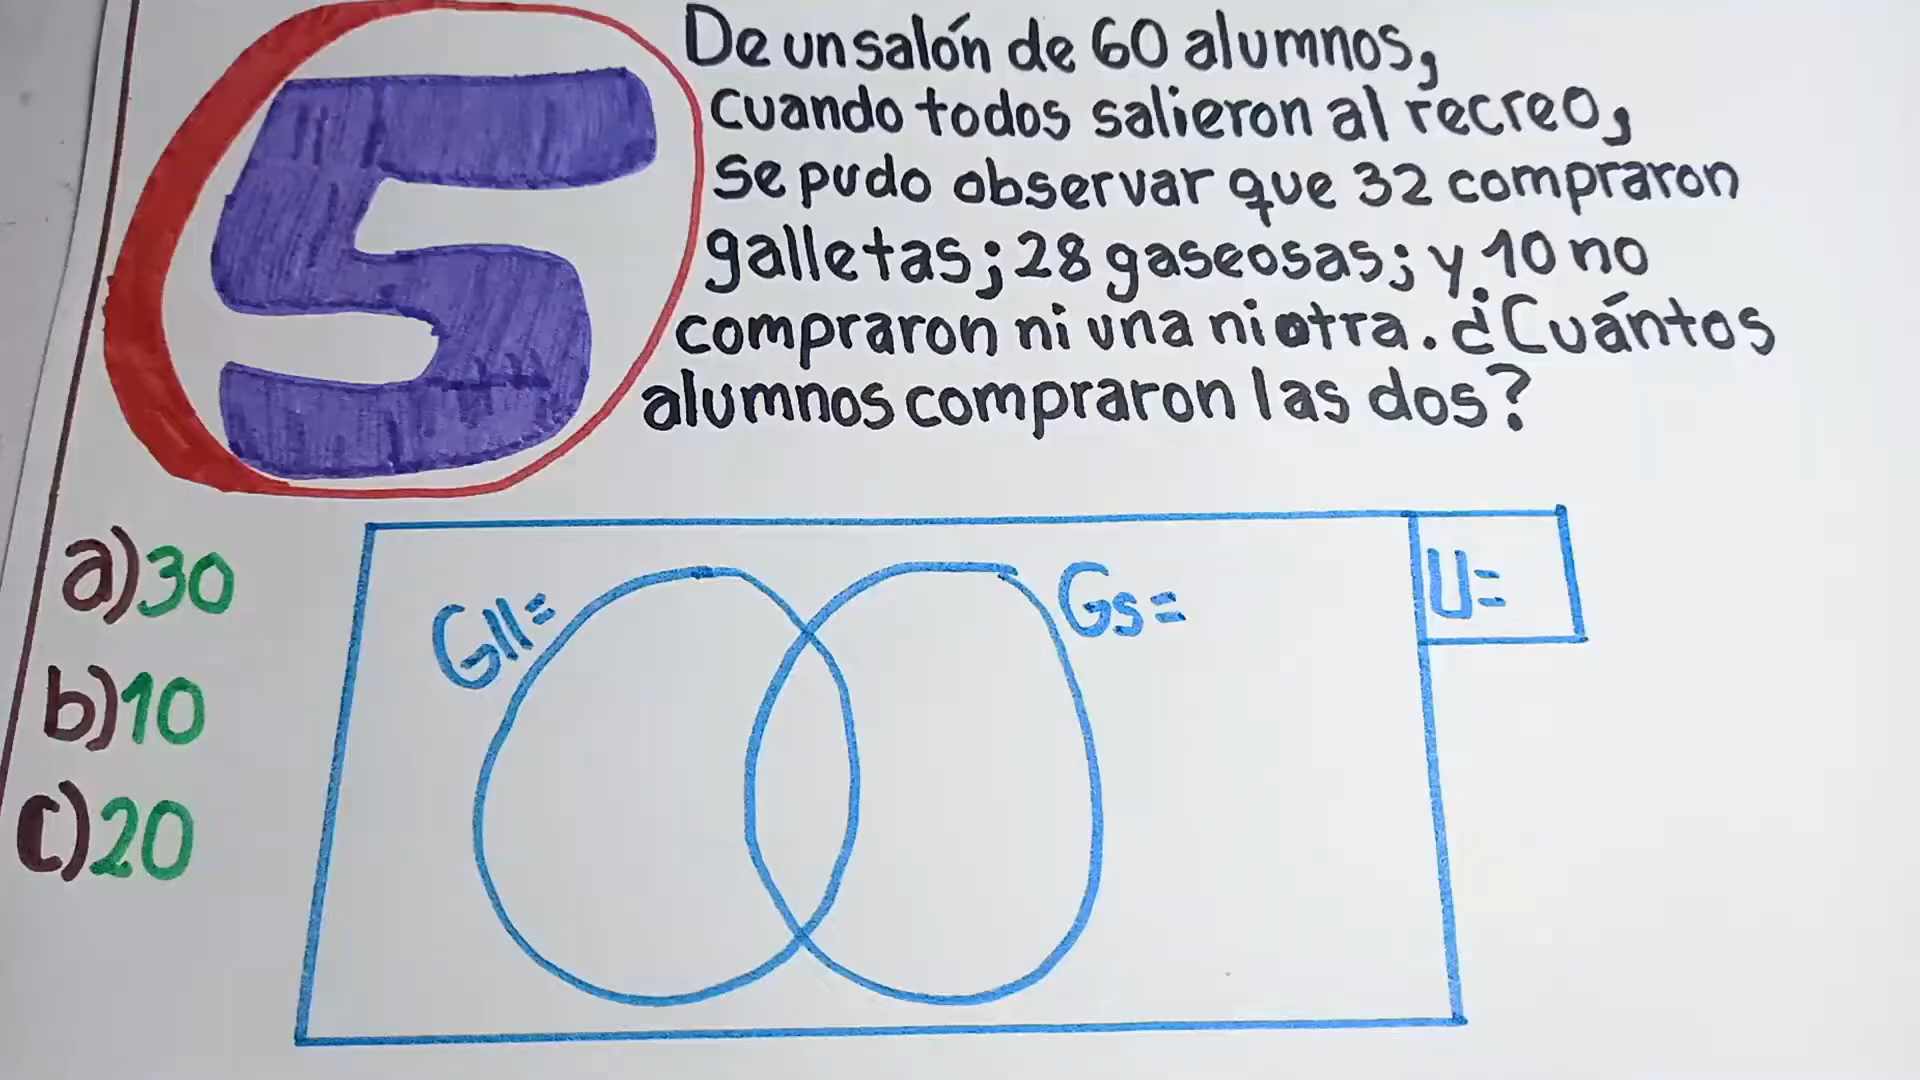 5
De un salón de 60 alumnos,
cuando todos salieron al recreo,
se pudo observar que 32 compraron
galletas; 28 gaseosas; y 10 no
compraron ni una ni otra. ¿Cuántos
alumnos compraron las dos?
a)30
b)10
c)20
Gll=
Gs=
U=